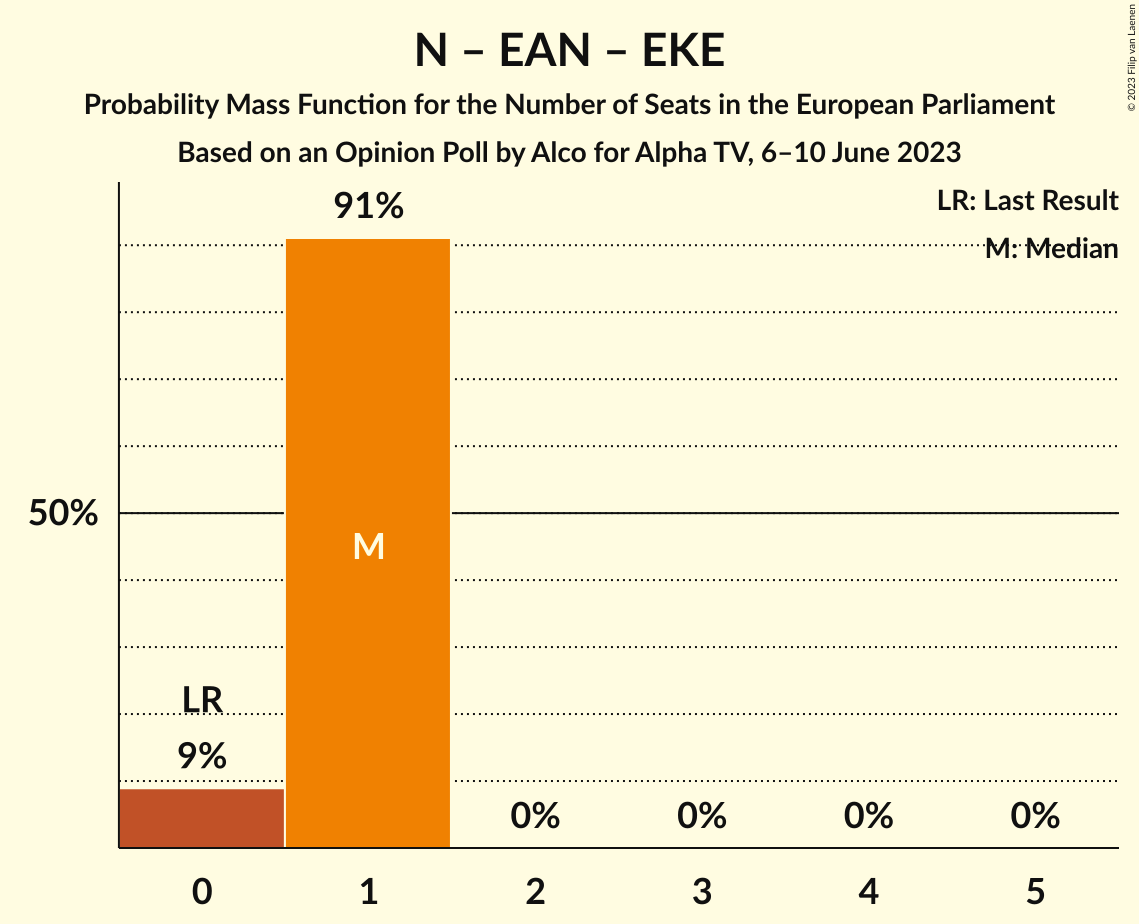 N – EAN – EKE
Probability Mass Function for the Number of Seats in the European Parliament
Based on an Opinion Poll by Alco for Alpha TV, 6–10 June 2023
© 2023 Filip van Laenen
LR: Last Result
M: Median
91%
50%
M
LR
9%
0%
0%
0%
0%
0
1
2
3
4
5